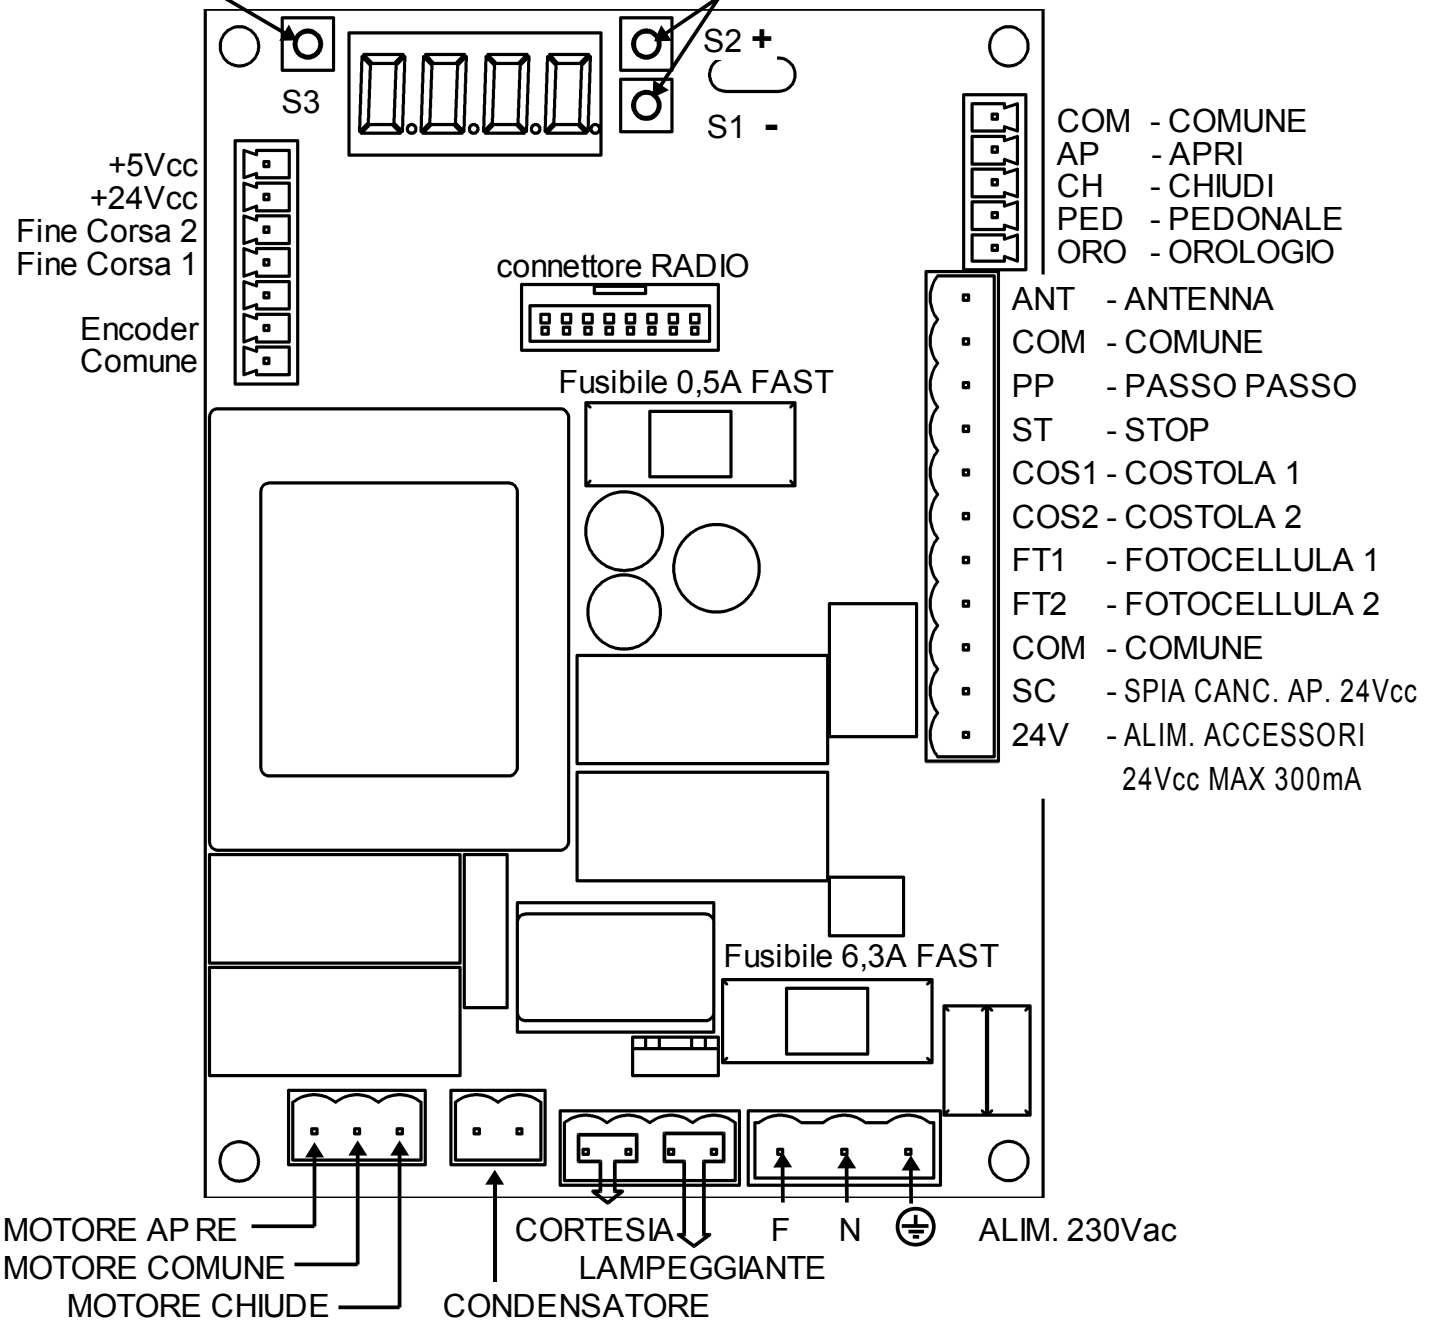 S3
S2 +
S1 -
+5Vcc
+24Vcc
Fine Corsa 2
Fine Corsa 1
Encoder
Comune
COM - COMUNE
AP - APRI
CH - CHIUDI
PED - PEDONALE
ORO - OROLOGIO
connettore RADIO
Fusibile 0,5A FAST
ANT - ANTENNA
COM - COMUNE
PP - PASSO PASSO
ST - STOP
COS1 - COSTOLA 1
COS2 - COSTOLA 2
FT1 - FOTOCELLULA 1
FT2 - FOTOCELLULA 2
COM - COMUNE
SC - SPIA CANC. AP. 24Vcc
24V - ALIM. ACCESSORI
24Vcc MAX 300mA
Fusibile 6,3A FAST
MOTORE APRE
MOTORE COMUNE
MOTORE CHIUDE
CONDENSATORE
CORTESIA
LAMPEGGIANTE
F N ALIM. 230Vac